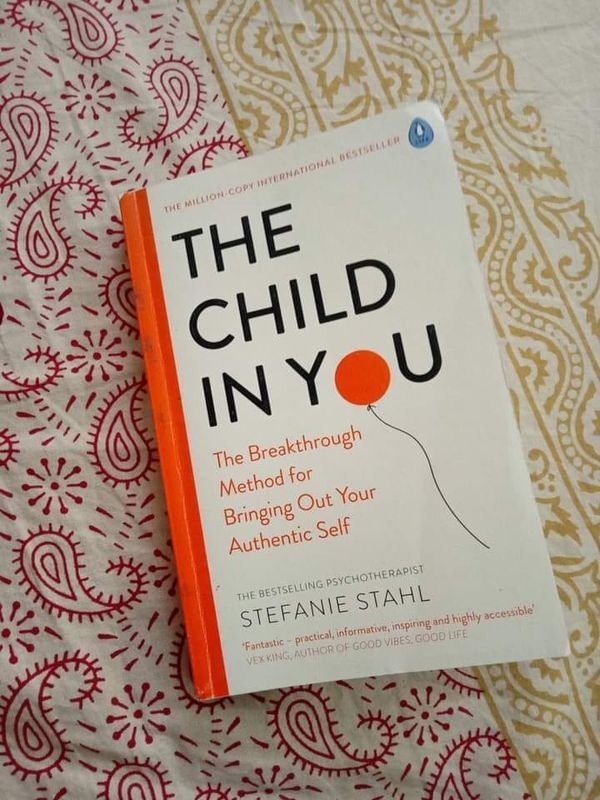 THE MILLION-COPY INTERNATIONAL BESTSELLER
THE
CHILD
IN YOU
The Breakthrough
Method for
Bringing Out Your
Authentic Self
THE BESTSELLING PSYCHOTHERAPIST
STEFANIE STAHL
'Fantastic – practical, informative, inspiring and highly accessible'
VEX KING, AUTHOR OF GOOD VIBES, GOOD LIFE